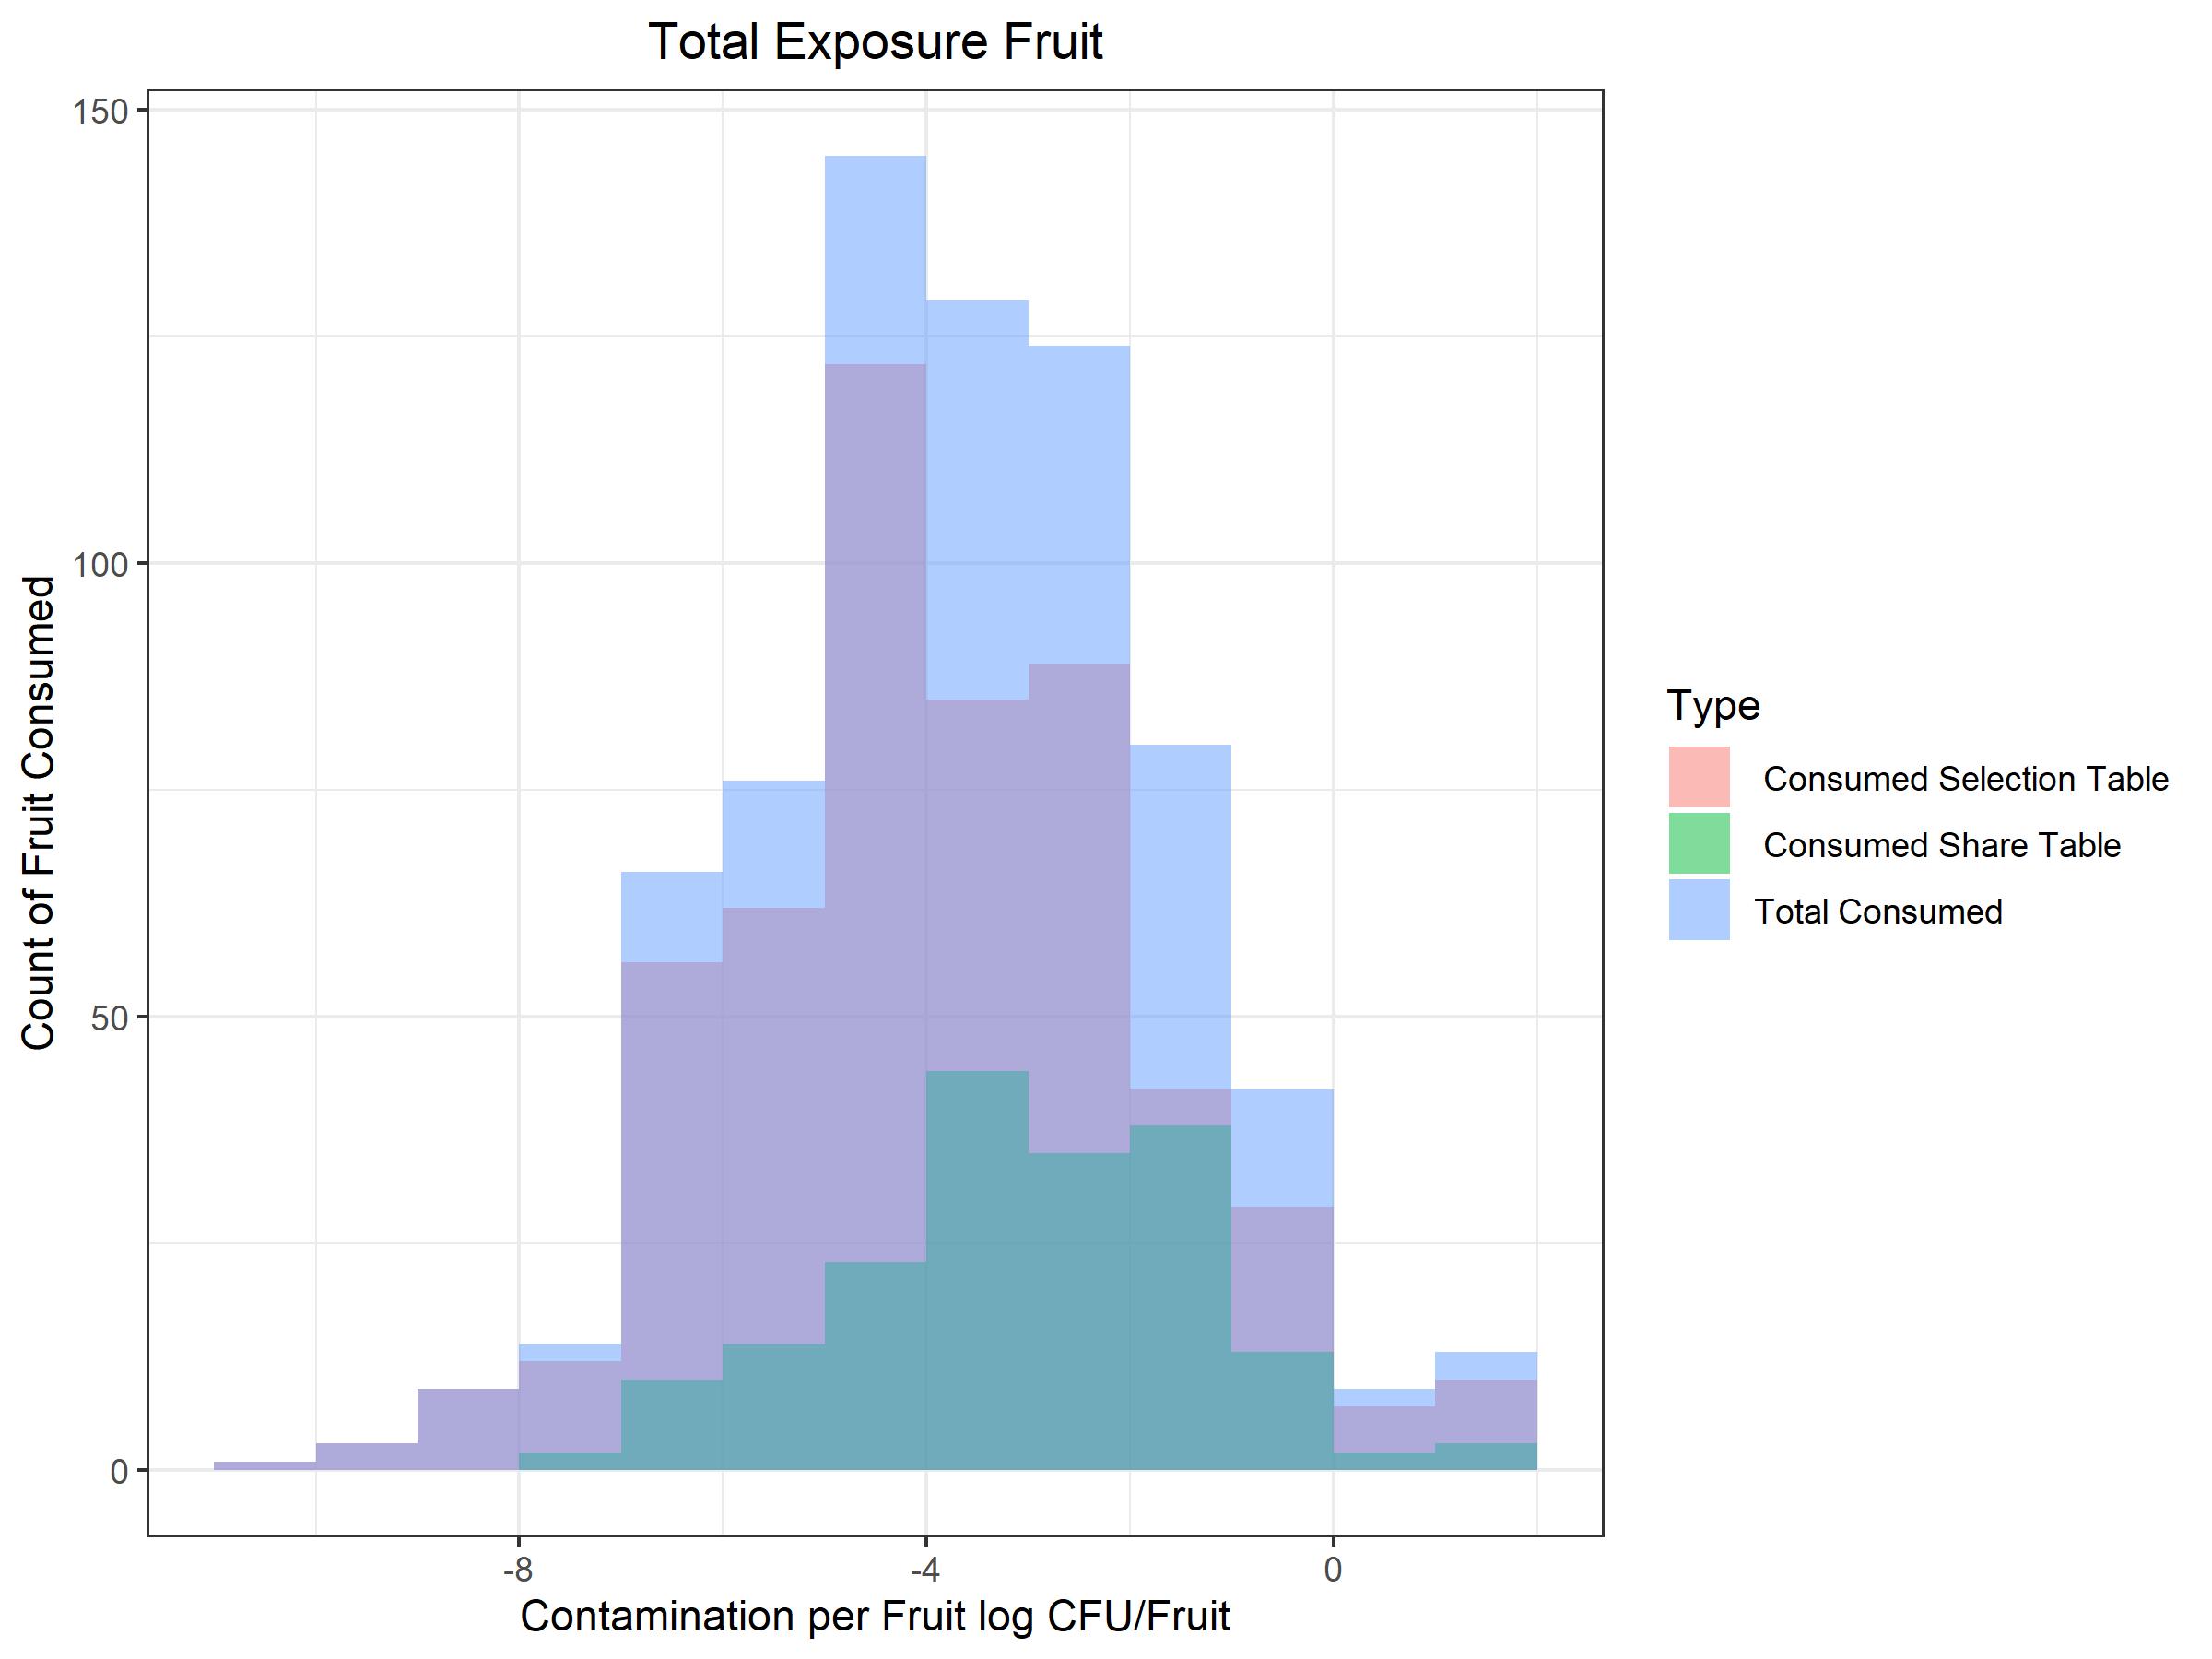 Total Exposure Fruit
150
100
50
0
Count of Fruit Consumed
-8
-4
0
Contamination per Fruit log CFU/Fruit
Type
Consumed Selection Table
Consumed Share Table
Total Consumed